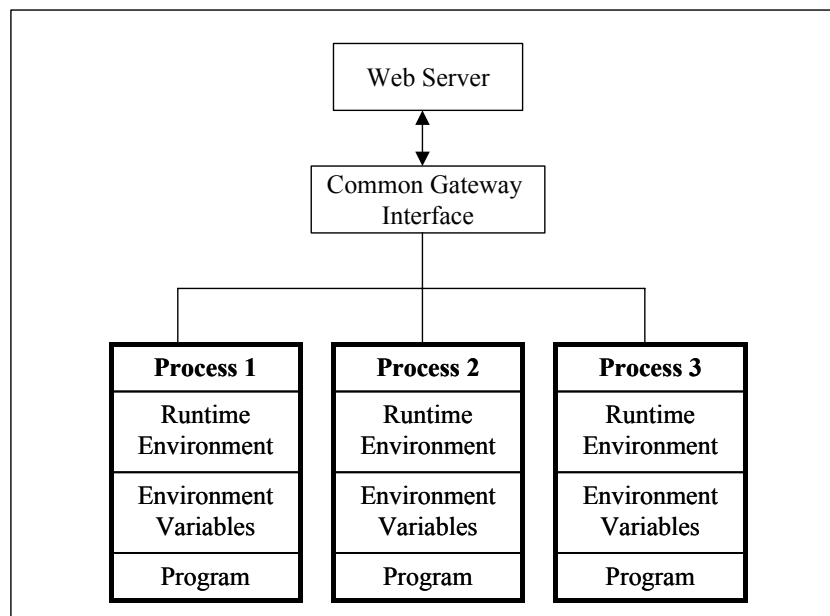 Web Server
Common Gateway
Interface
Process 1
Runtime
Environment
Environment
Variables
Program
Process 2
Runtime
Environment
Environment
Variables
Program
Process 3
Runtime
Environment
Environment
Variables
Program